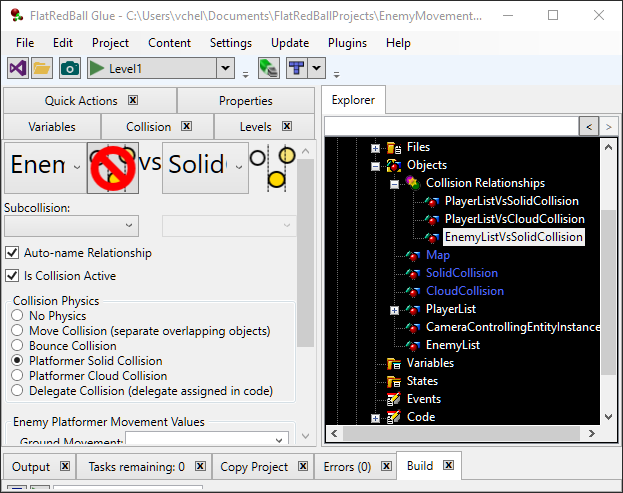 FlatRedBall Glue - C:\Users\vchel\Documents\FlatRedBallProjects\EnemyMovement...
File Edit Project Content Settings Update Plugins Help
Level1
Quick Actions Properties
Variables Collision Levels
Enem vs Solid
Subcollision:
Auto-name Relationship
Is Collision Active
Collision Physics
No Physics
Move Collision (separate overlapping objects)
Bounce Collision
Platformer Solid Collision
Platformer Cloud Collision
Delegate Collision (delegate assigned in code)
Enemy Platformer Movement Values
Ground Movement:
Explorer
< >
Files
Objects
Collision Relationships
PlayerListVsSolidCollision
PlayerListVsCloudCollision
EnemyListVsSolidCollision
Map
SolidCollision
CloudCollision
PlayerList
CameraControllingEntityInstance
EnemyList
Variables
States
Events
Code
Output Tasks remaining: 0 Copy Project Errors (0) Build